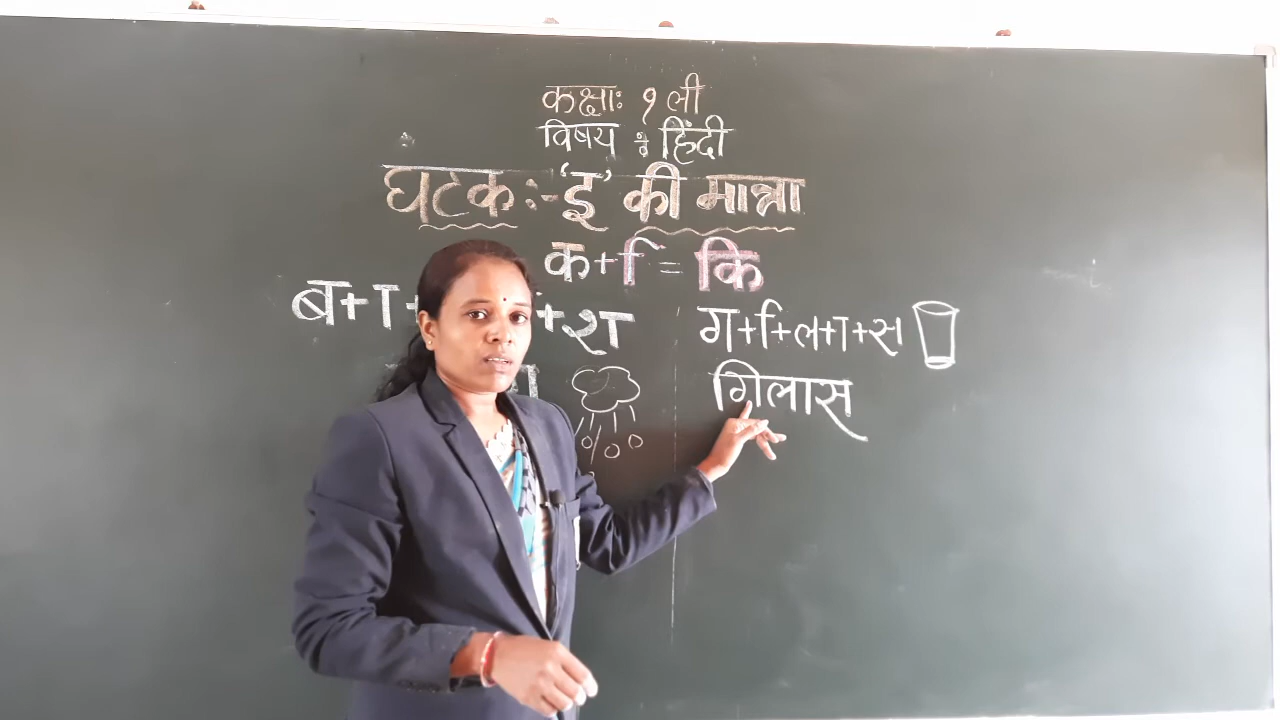 कक्षाः १ ली
विषय : हिंदी
घटक :- 'इ' की मात्रा
क + ि = कि
ब + ा + + श
ग + ि + ल + ा + स
गिलास